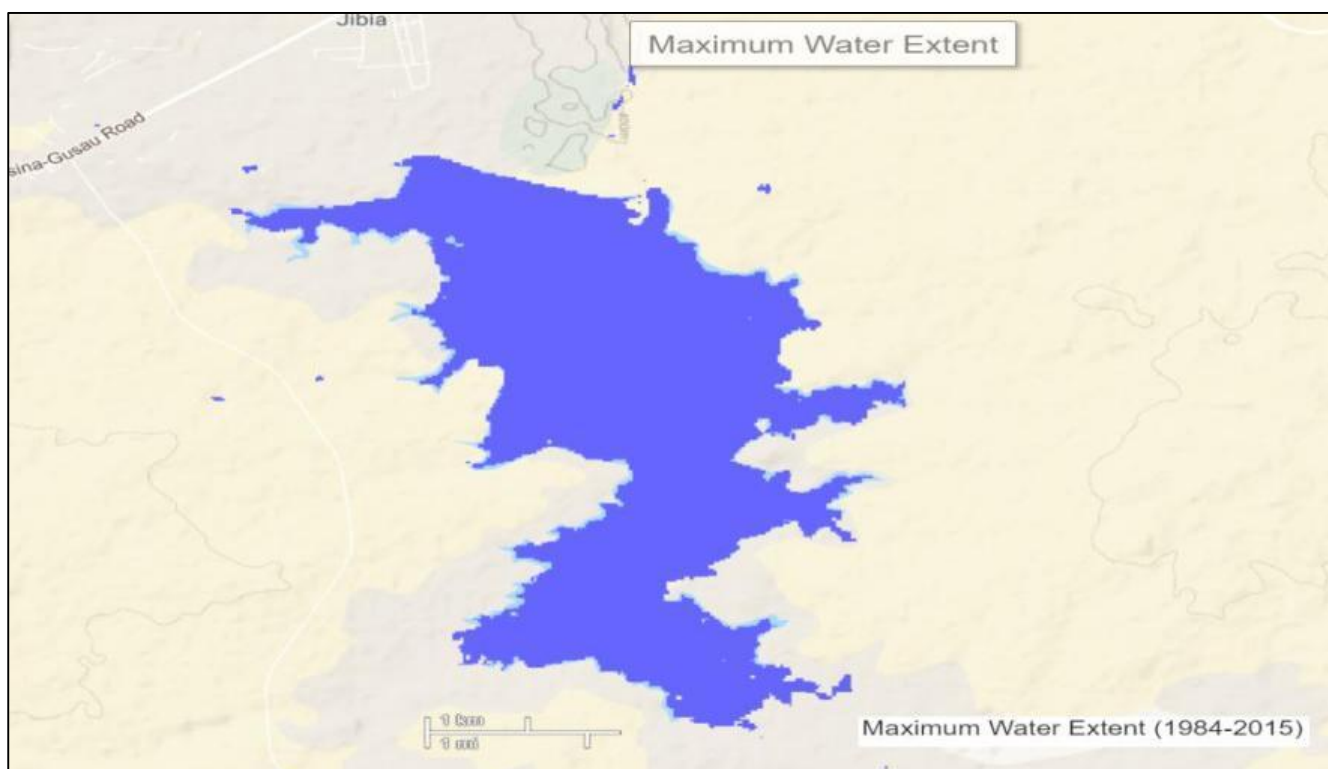 Jibia
Maximum Water Extent
sina-Gusau Road
1 km
1 mi
Maximum Water Extent (1984-2015)